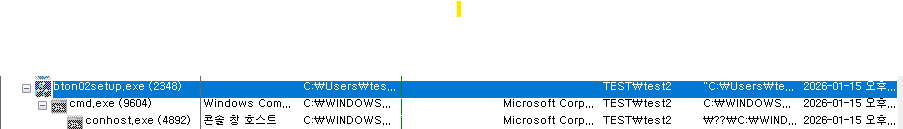 bton02setup.exe (2348) C:₩Users₩tes... TEST₩test2 "C:₩Users₩te... 2026-01-15 오후...
cmd.exe (9604) Windows Com... C:₩WINDOWS... Microsoft Corp... TEST₩test2 C:₩WINDOWS... 2026-01-15 오후...
conhost.exe (4892) 콘솔 창 호스트 C:₩WINDOWS... Microsoft Corp... TEST₩test2 ₩??₩C:₩WIND... 2026-01-15 오후...